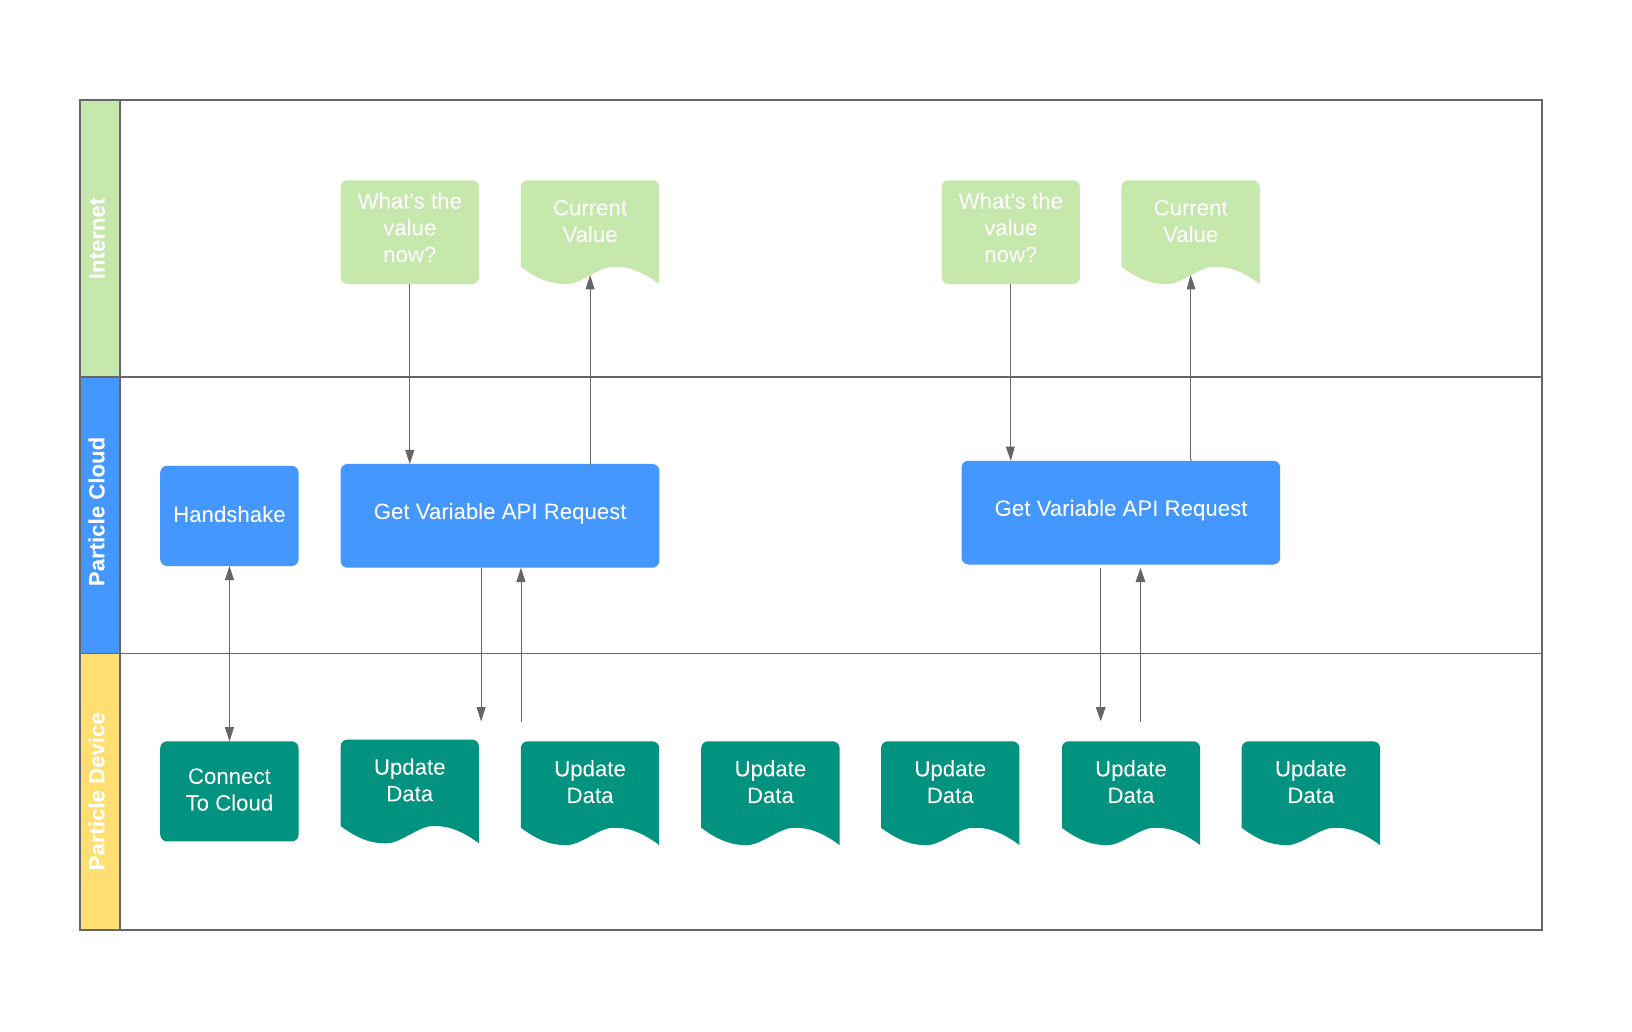 Internet
What's the
value
now?
Current
Value
What's the
value
now?
Current
Value
Particle Cloud
Handshake
Get Variable API Request
Get Variable API Request
Particle Device
Connect
To Cloud
Update
Data
Update
Data
Update
Data
Update
Data
Update
Data
Update
Data